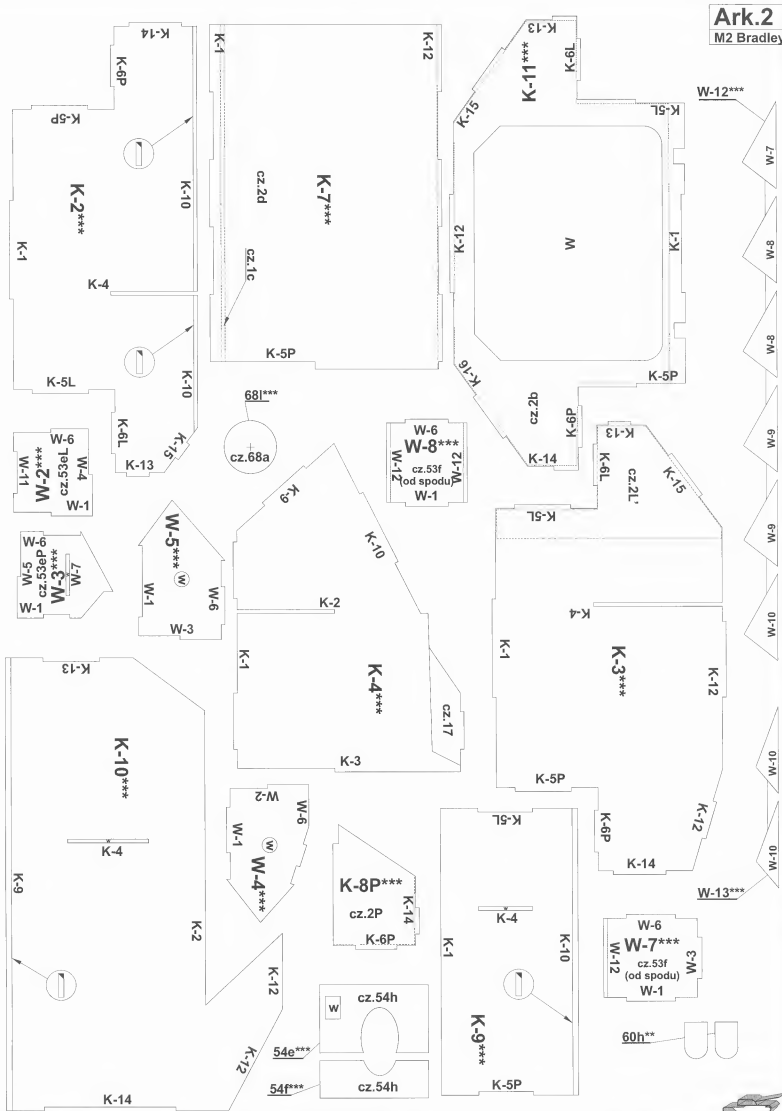 Ark.2
M2 Bradley
K-14
K-6P
K-5P
K-2***
K-10
K-1
K-4
K-10
K-5L
K-6L
K-15
K-13
K-1
K-12
cz.2d
K-7***
cz.1c
K-5P
K-13
K-6L
K-11***
K-15
K-5L
K-12
W
K-1
K-16
K-5P
cz.2b
K-6P
K-14
W-12***
W-7
W-8
W-8
W-9
W-9
W-10
W-10
W-10
W-13***
68l***
cz.68a
W-6
W-8***
W-12
cz.53f
(od spodu)
W-12
W-1
W-6
W-11
W-2***
cz.53eL
W-4
W-1
W-6
W-5
cz.53eP
W-3***
W-7
W-1
W-5***
W
W-1
W-9
W-3
K-9
K-10
K-2
K-1
K-4***
cz.17
K-3
K-13
K-6L
cz.2L
K-15
K-5L
K-4
K-1
K-3***
K-12
K-5P
K-6P
K-12
K-14
K-13
K-10***
K-4
K-9
K-2
K-12
K-12
K-14
W-2
W-6
W-1
W
W-4***
K-8P***
cz.2P
K-14
K-6P
K-5L
K-4
K-1
K-10
K-9***
K-5P
W-6
W-7***
W-12
cz.53f
(od spodu)
W-3
W-1
W
cz.54h
54e***
54f***
cz.54h
60h**